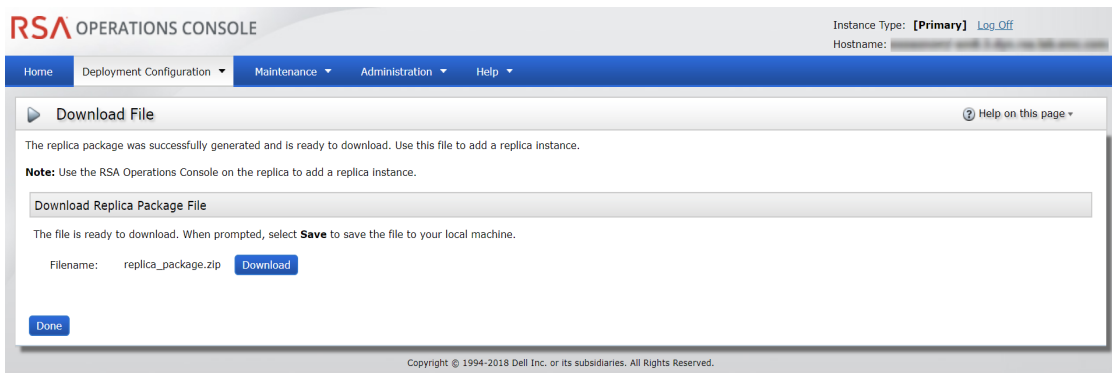 RSA OPERATIONS CONSOLE
Instance Type: [Primary] Log Off
Hostname:
Home Deployment Configuration Maintenance Administration Help
Download File
Help on this page
The replica package was successfully generated and is ready to download. Use this file to add a replica instance.
Note: Use the RSA Operations Console on the replica to add a replica instance.
Download Replica Package File
The file is ready to download. When prompted, select Save to save the file to your local machine.
Filename: replica_package.zip Download
Done
Copyright © 1994-2018 Dell Inc. or its subsidiaries. All Rights Reserved.